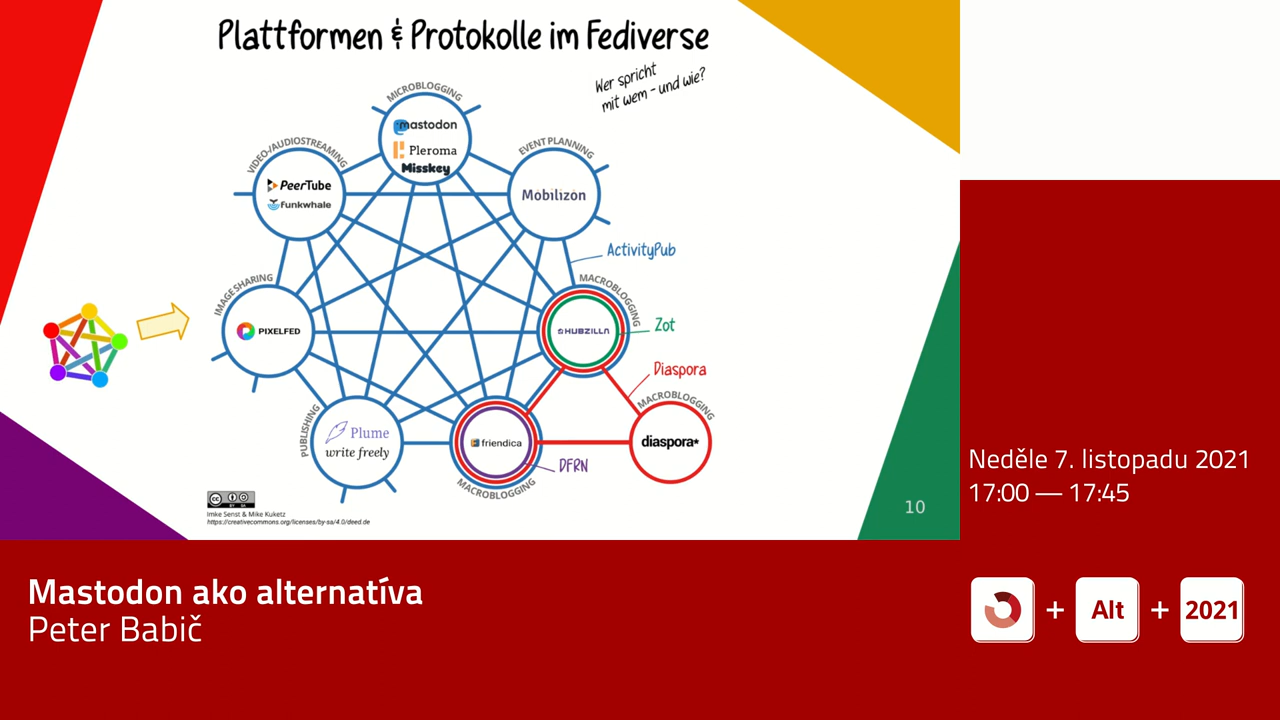 Plattformen & Protokolle im Fediverse
Wer spricht
mit wem - und wie?
MICROBLOGGING
mastodon
Pleroma
Misskey
VIDEO-/AUDIOSTREAMING
PeerTube
funkwhale
EVENT PLANNING
Mobilizon
ActivityPub
IMAGE SHARING
PIXELFED
MACROBLOGGING
HUBZILLA
Zot
Diaspora
MACROBLOGGING
diaspora*
PUBLISHING
Plume
write freely
friendica
DFRN
MACROBLOGGING
CC BY SA
Imke Senst & Mike Kuketz
https://creativecommons.org/licenses/by-sa/4.0/deed.de
10
Neděle 7. listopadu 2021
17:00 — 17:45
Mastodon ako alternatíva
Peter Babič
+ Alt + 2021